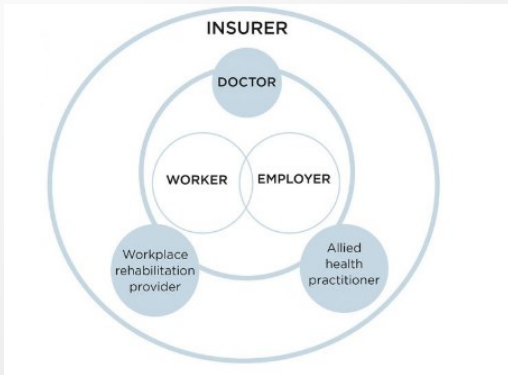 INSURER
DOCTOR
WORKER
EMPLOYER
Workplace
rehabilitation
provider
Allied
health
practitioner